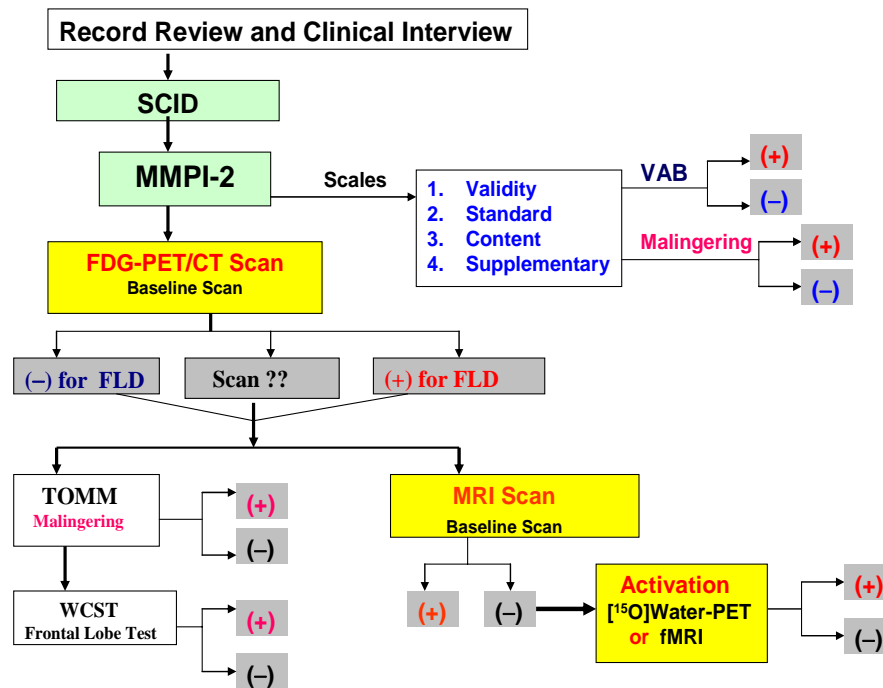 Record Review and Clinical Interview
SCID
MMPI-2
Scales
1. Validity
2. Standard
3. Content
4. Supplementary
VAB
(+)
(−)
Malingering
(+)
(−)
FDG-PET/CT Scan
Baseline Scan
(−) for FLD
Scan ??
(+) for FLD
TOMM
Malingering
(+)
(−)
WCST
Frontal Lobe Test
(+)
(−)
MRI Scan
Baseline Scan
(+)
(−)
Activation
[¹⁵O]Water-PET
or fMRI
(+)
(−)